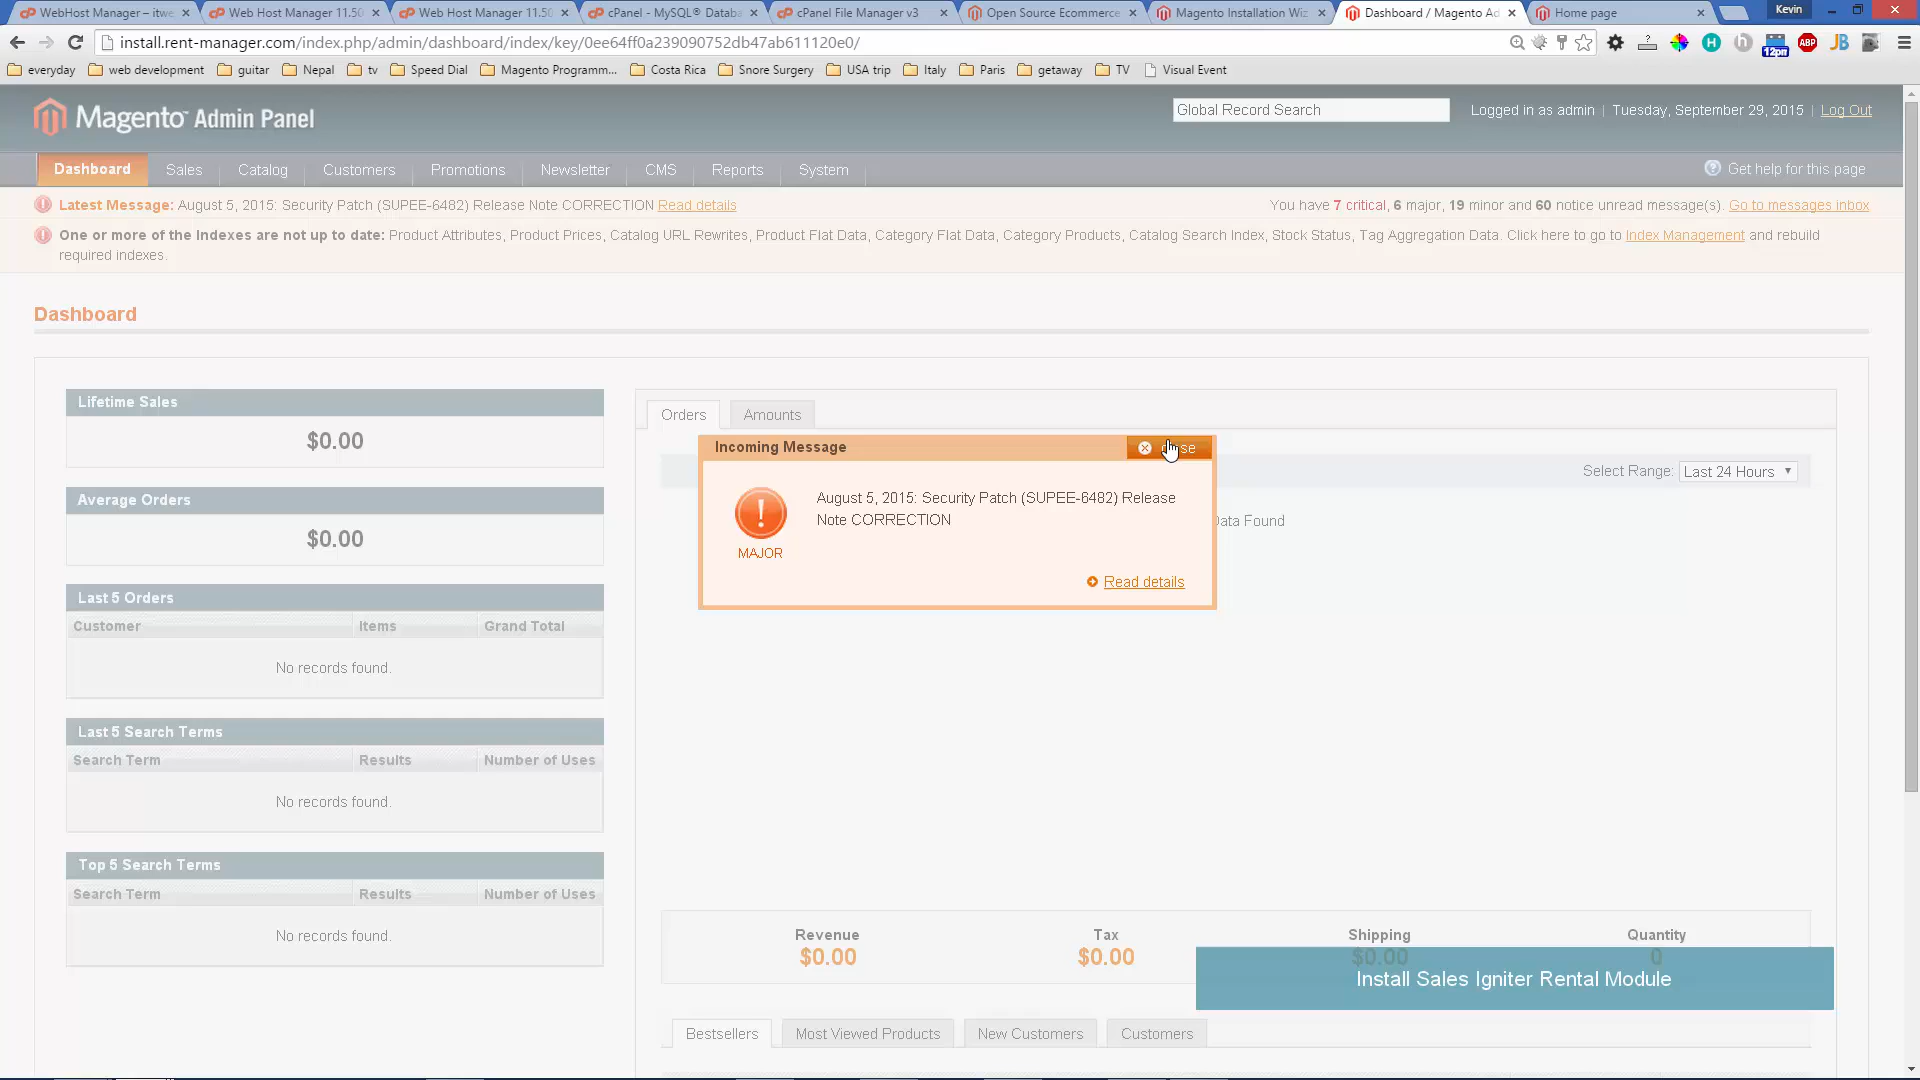 WebHost Manager – itwe
Web Host Manager 11.50
Web Host Manager 11.50
cPanel - MySQL® Databa
cPanel File Manager v3
Open Source Ecommerce
Magento Installation Wiz
Dashboard / Magento Ad
Home page
Kevin
install.rent-manager.com/index.php/admin/dashboard/index/key/0ee64ff0a239090752db47ab611120e0/
12pm
ABP
JB
everyday
web development
guitar
Nepal
tv
Speed Dial
Magento Programm...
Costa Rica
Snore Surgery
USA trip
Italy
Paris
getaway
TV
Visual Event
Magento™ Admin Panel
Global Record Search
Logged in as admin | Tuesday, September 29, 2015 | Log Out
Dashboard
Sales
Catalog
Customers
Promotions
Newsletter
CMS
Reports
System
Get help for this page
Latest Message: August 5, 2015: Security Patch (SUPEE-6482) Release Note CORRECTION Read details
You have 7 critical, 6 major, 19 minor and 60 notice unread message(s). Go to messages inbox
One or more of the Indexes are not up to date: Product Attributes, Product Prices, Catalog URL Rewrites, Product Flat Data, Category Flat Data, Category Products, Catalog Search Index, Stock Status, Tag Aggregation Data. Click here to go to Index Management and rebuild
required indexes.
Dashboard
Lifetime Sales
$0.00
Average Orders
$0.00
Last 5 Orders
Customer Items Grand Total
No records found.
Last 5 Search Terms
Search Term Results Number of Uses
No records found.
Top 5 Search Terms
Search Term Results Number of Uses
No records found.
Orders
Amounts
Select Range: Last 24 Hours
Data Found
Incoming Message
August 5, 2015: Security Patch (SUPEE-6482) Release
Note CORRECTION
MAJOR
Read details
Revenue
$0.00
Tax
$0.00
Shipping
$0.00
Quantity
0
Install Sales Igniter Rental Module
Bestsellers
Most Viewed Products
New Customers
Customers